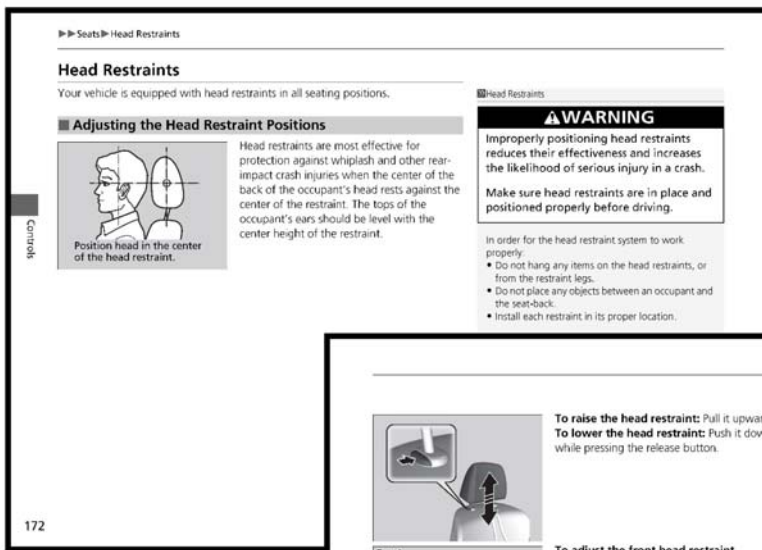 ▶▶Seats▶Head Restraints
Head Restraints
Your vehicle is equipped with head restraints in all seating positions.
Adjusting the Head Restraint Positions
Position head in the center
of the head restraint.
Head restraints are most effective for
protection against whiplash and other rear-
impact crash injuries when the center of the
back of the occupant's head rests against the
center of the restraint. The tops of the
occupant's ears should be level with the
center height of the restraint.
Head Restraints
WARNING
Improperly positioning head restraints
reduces their effectiveness and increases
the likelihood of serious injury in a crash.
Make sure head restraints are in place and
positioned properly before driving.
In order for the head restraint system to work
properly:
• Do not hang any items on the head restraints, or
from the restraint legs.
• Do not place any objects between an occupant and
the seat-back.
• Install each restraint in its proper location.
Controls
172
To raise the head restraint: Pull it
To lower the head restraint: Push it
while pressing the release button.
To adjust the front head restraint